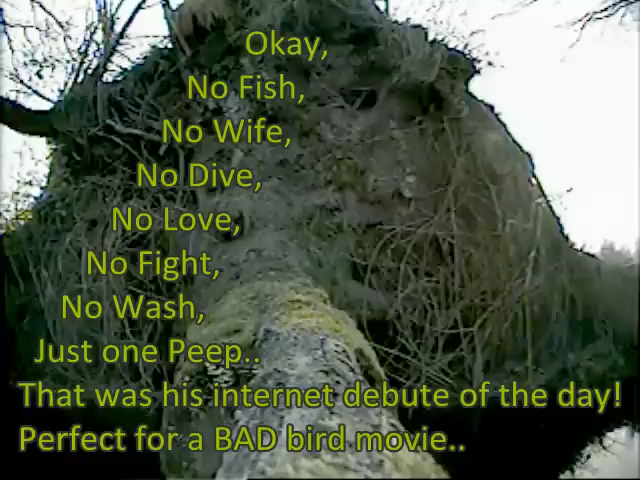 Okay,
No Fish,
No Wife,
No Dive,
No Love,
No Fight,
No Wash,
Just one Peep..
That was his internet debute of the day!
Perfect for a BAD bird movie..